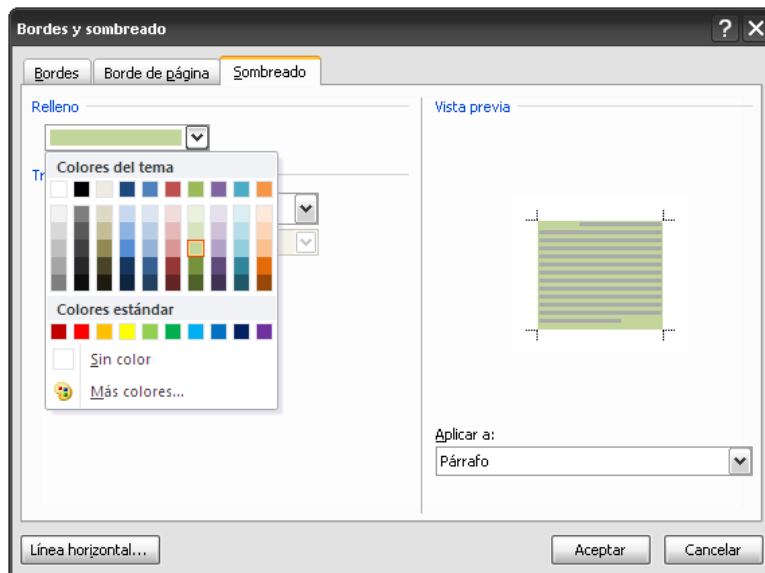 Bordes y sombreado
Bordes Borde de página Sombreado
Relleno
Colores del tema
Tr
Colores estándar
Sin color
Más colores...
Vista previa
Aplicar a:
Párrafo
Línea horizontal...
Aceptar Cancelar